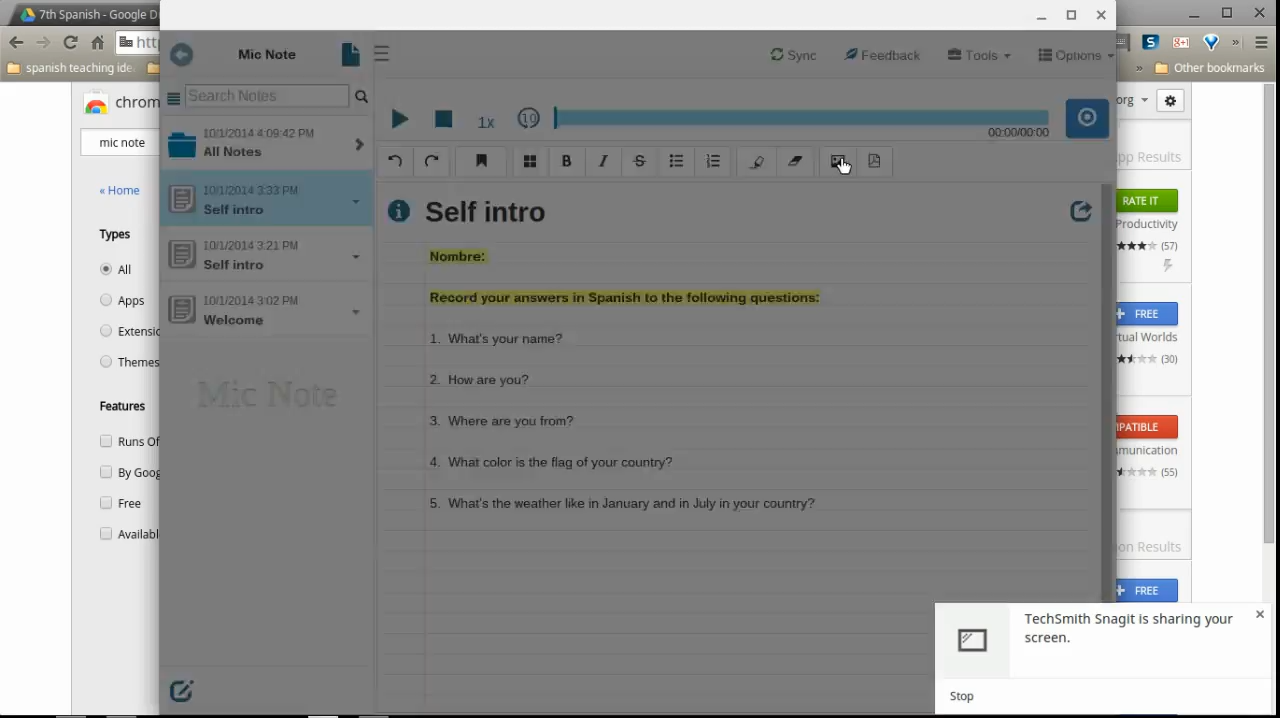 7th Spanish - Google D
http
spanish teaching ide
Other bookmarks
Mic Note
Sync
Feedback
Tools
Options
Search Notes
1x
10
00:00/00:00
10/1/2014 4:09:42 PM
All Notes
10/1/2014 3:33 PM
Self intro
10/1/2014 3:21 PM
Self intro
10/1/2014 3:02 PM
Welcome
Mic Note
B I S
Self intro
Nombre:
Record your answers in Spanish to the following questions:
1. What's your name?
2. How are you?
3. Where are you from?
4. What color is the flag of your country?
5. What's the weather like in January and in July in your country?
chrom
mic note
« Home
Types
All
Apps
Extensio
Themes
Features
Runs Of
By Goog
Free
Availabl
org
pp Results
RATE IT
Productivity
(57)
+ FREE
rtual Worlds
(30)
MPATIBLE
mmunication
(55)
on Results
+ FREE
TechSmith Snagit is sharing your
screen.
Stop